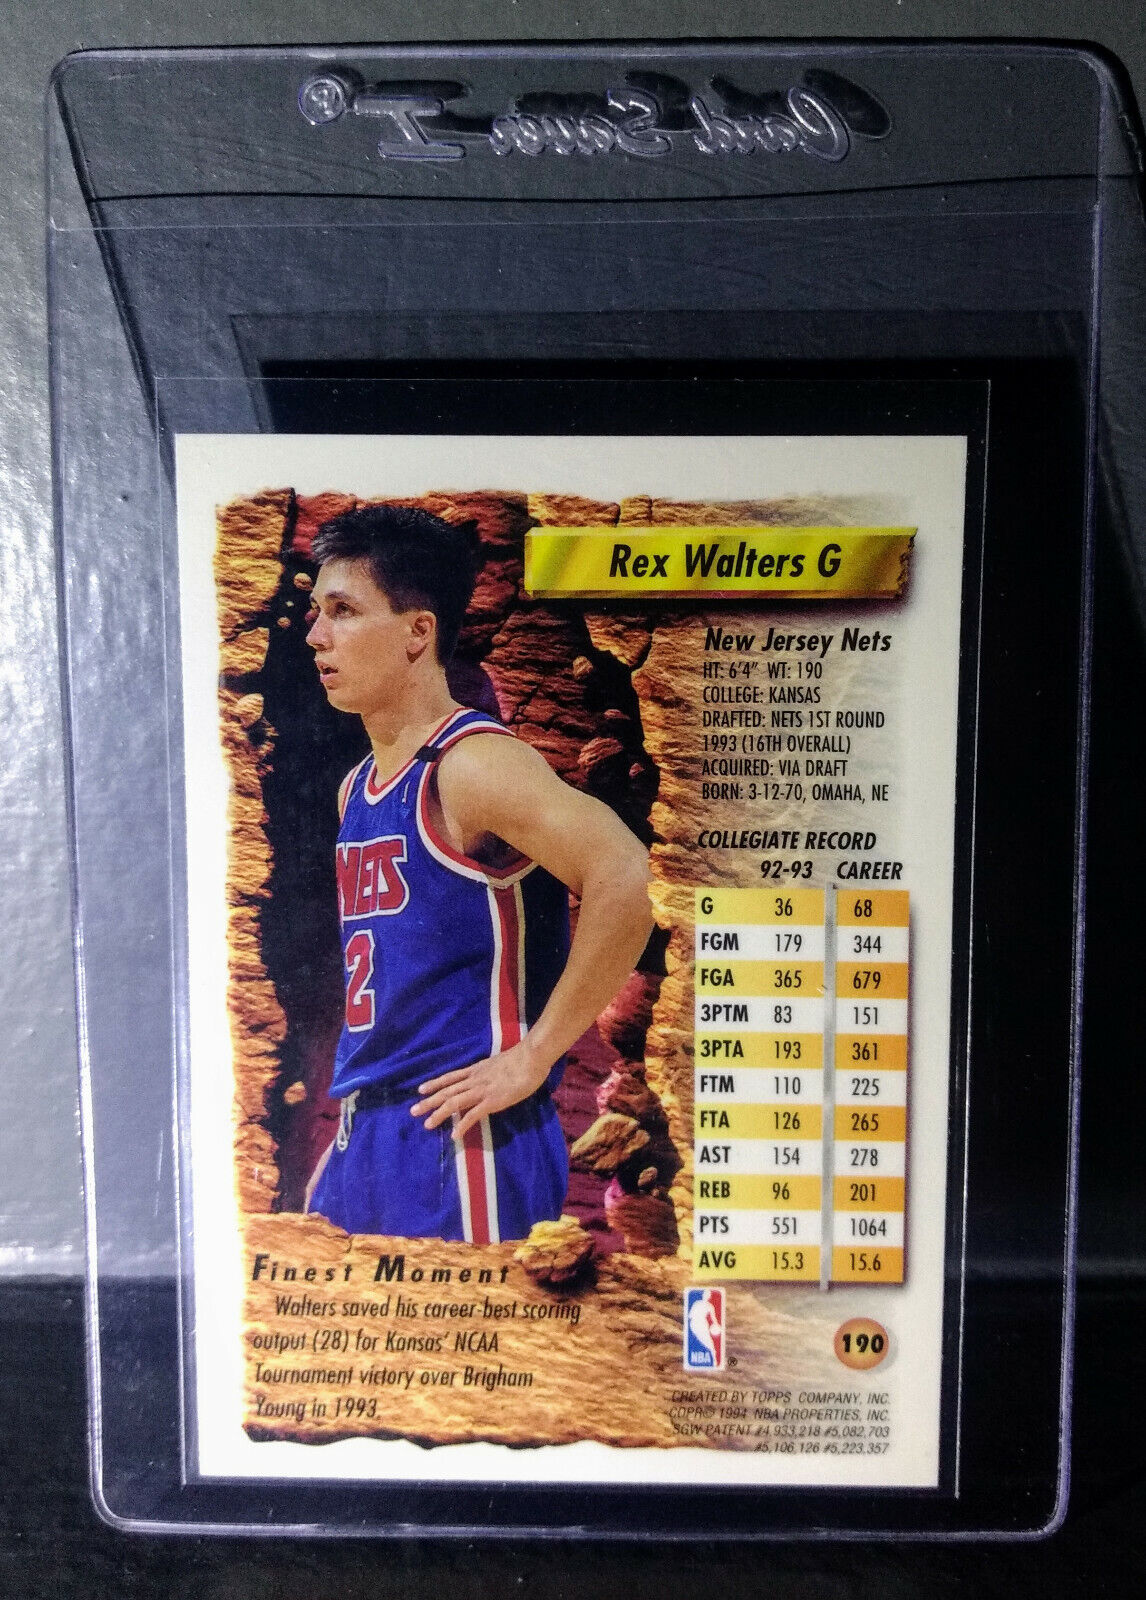 Card Saver I®
Rex Walters G
New Jersey Nets
HT: 6'4" WT: 190
COLLEGE: KANSAS
DRAFTED: NETS 1ST ROUND
1993 (16TH OVERALL)
ACQUIRED: VIA DRAFT
BORN: 3-12-70, OMAHA, NE
COLLEGIATE RECORD
92-93 CAREER
G 36 68
FGM 179 344
FGA 365 679
3PTM 83 151
3PTA 193 361
FTM 110 225
FTA 126 265
AST 154 278
REB 96 201
PTS 551 1064
AVG 15.3 15.6
NETS
2
Finest Moment
Walters saved his career-best scoring
output (28) for Kansas' NCAA
Tournament victory over Brigham
Young in 1993.
NBA ®
190
CREATED BY TOPPS COMPANY, INC.
COPR© 1994 NBA PROPERTIES, INC.
SGW PATENT #4,933,218 #5,082,703
#5,106,126 #5,223,357